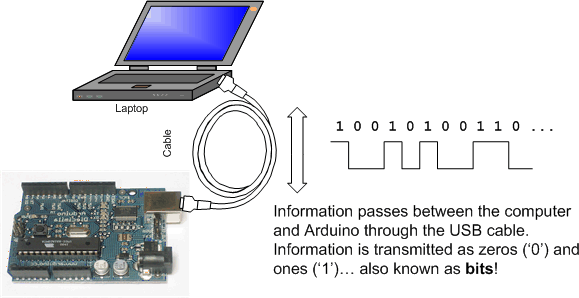 Laptop
Cable
1 0 0 1 0 1 0 0 1 1 0 ...
Information passes between the computer
and Arduino through the USB cable.
Information is transmitted as zeros (‘0’) and
ones (‘1’)… also known as bits!